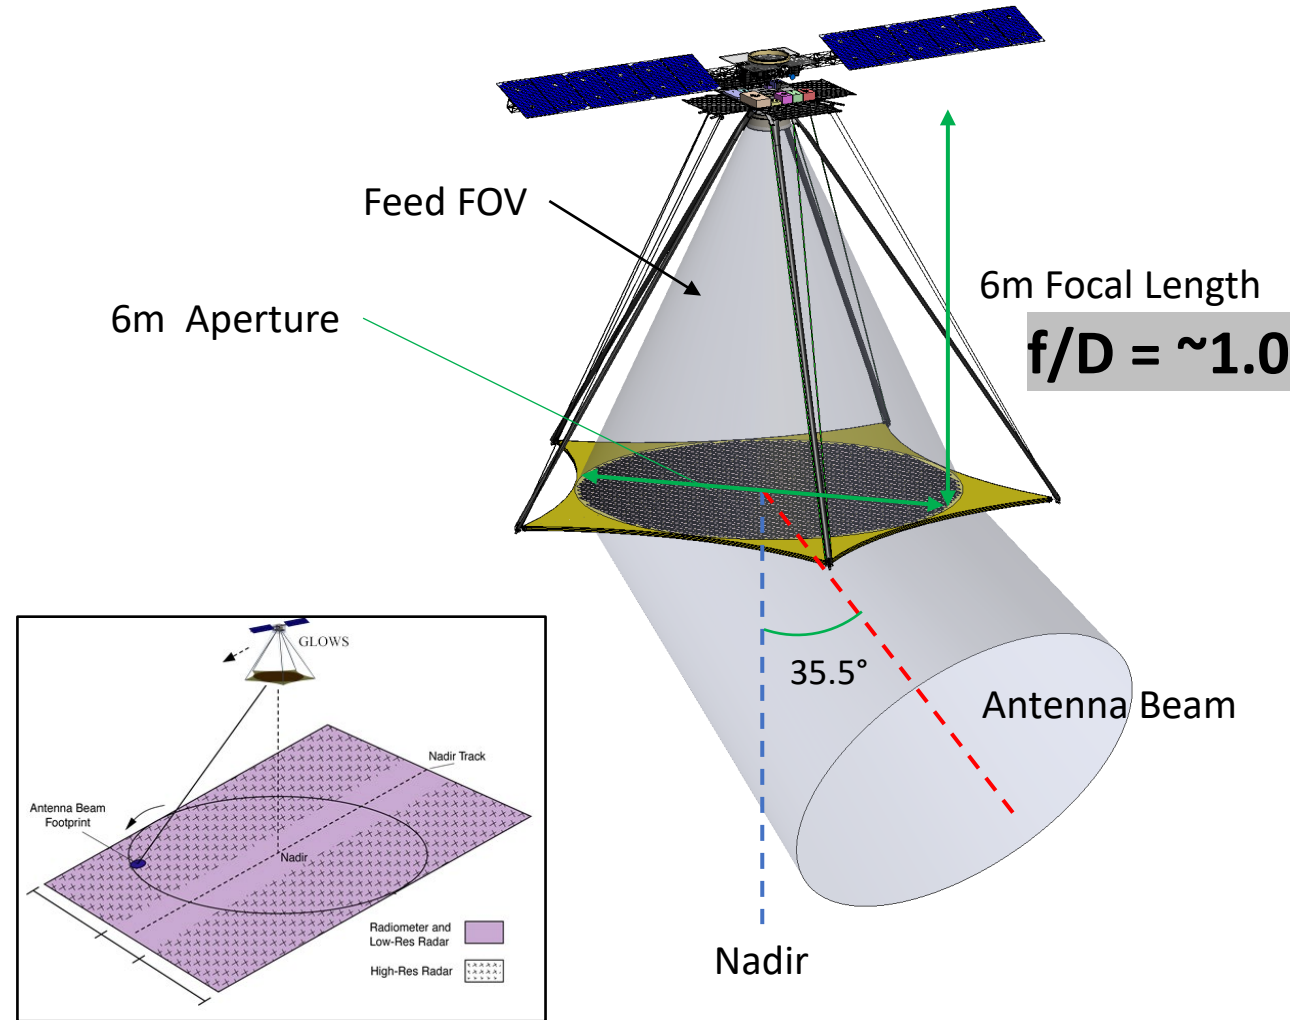 Feed FOV
6m Aperture
6m Focal Length
f/D = ~1.0
35.5°
Antenna Beam
Nadir
GLOWS
Nadir Track
Antenna Beam
Footprint
Nadir
Radiometer and
Low-Res Radar
High-Res Radar